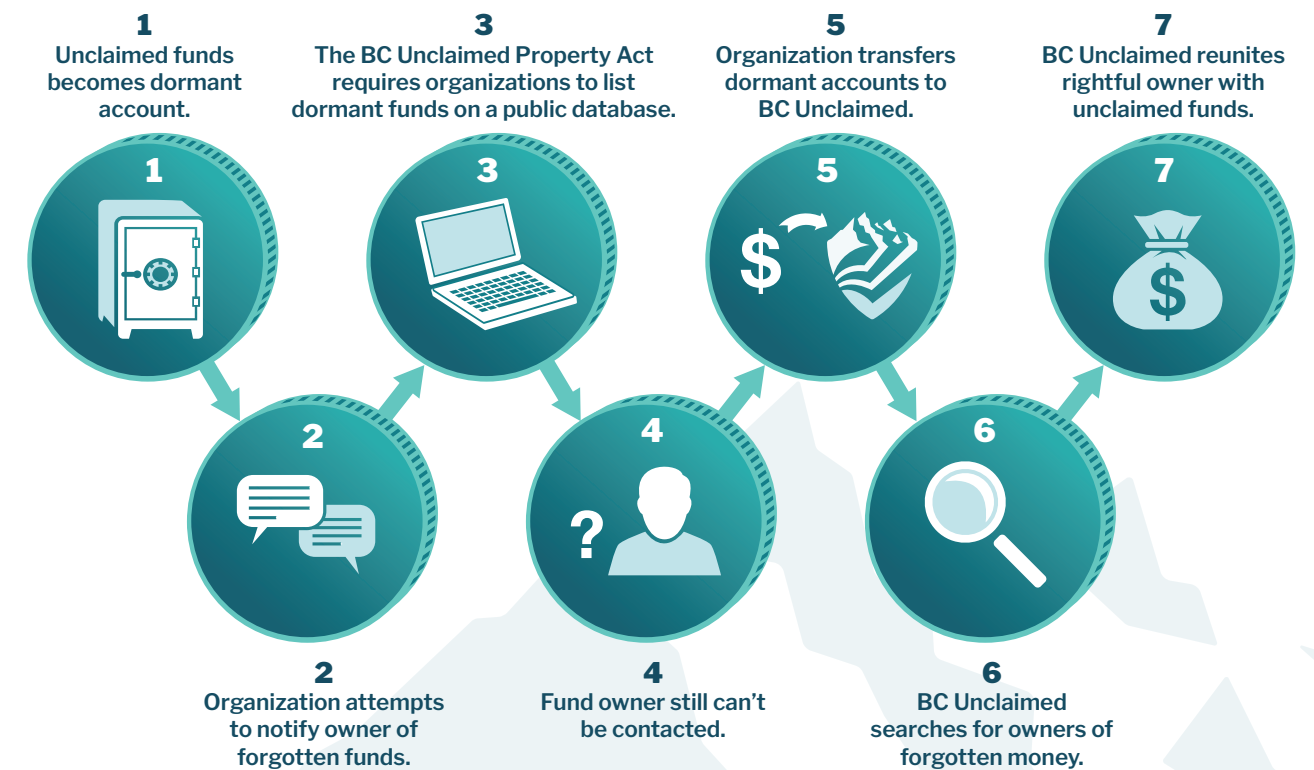 1
Unclaimed funds
becomes dormant
account.
1
2
2
Organization attempts
to notify owner of
forgotten funds.
3
The BC Unclaimed Property Act
requires organizations to list
dormant funds on a public database.
3
4
?
4
Fund owner still can't
be contacted.
5
Organization transfers
dormant accounts to
BC Unclaimed.
5
$
6
6
BC Unclaimed
searches for owners of
forgotten money.
7
BC Unclaimed reunites
rightful owner with
unclaimed funds.
7
$